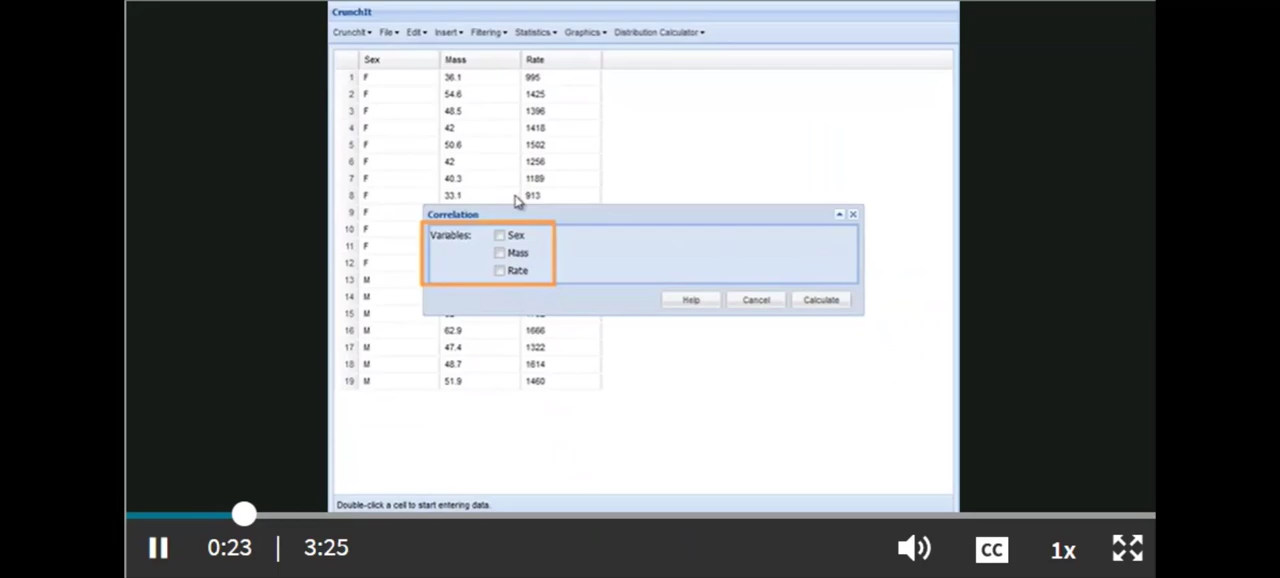 CrunchIt
CrunchIt File Edit Insert Filtering Statistics Graphics Distribution Calculator
Sex Mass Rate
1 F 36.1 995
2 F 54.6 1425
3 F 48.5 1396
4 F 42 1418
5 F 50.6 1502
6 F 42 1256
7 F 40.3 1189
8 F 33.1 913
9 F
Correlation
10 F
Variables: Sex
11 F
Mass
12 F
Rate
13 M
14 M
Help Cancel Calculate
15 M
16 M 62.9 1666
17 M 47.4 1322
18 M 48.7 1614
19 M 51.9 1460
Double-click a cell to start entering data.
0:23 | 3:25 CC 1x